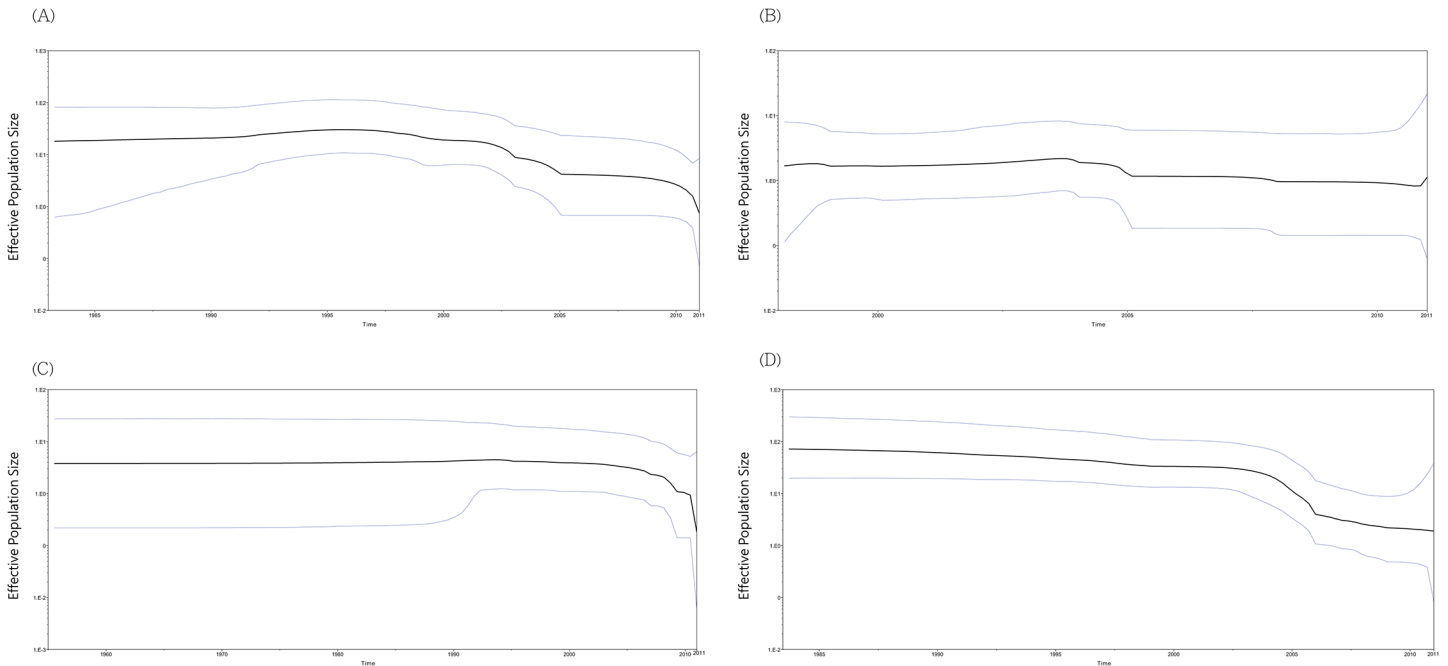 (A)
Effective Population Size
1.E3
1.E2
1.E1
1.E0
0
1.E-2
1985
1990
1995
2000
2005
2010
2011
Time
(B)
Effective Population Size
1.E2
1.E1
1.E0
0
1.E-2
2000
2005
2010
2011
Time
(C)
Effective Population Size
1.E2
1.E1
1.E0
0
1.E-2
1.E-3
1960
1970
1980
1990
2000
2010
2011
Time
(D)
Effective Population Size
1.E3
1.E2
1.E1
1.E0
0
1.E-2
1985
1990
1995
2000
2005
2010
2011
Time